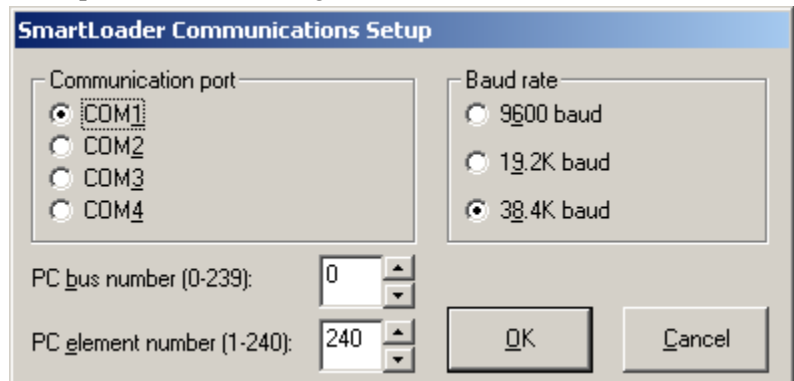 SmartLoader Communications Setup
Communication port
COM1
COM2
COM3
COM4
Baud rate
9600 baud
19.2K baud
38.4K baud
PC bus number (0-239):
0
PC element number (1-240):
240
OK
Cancel